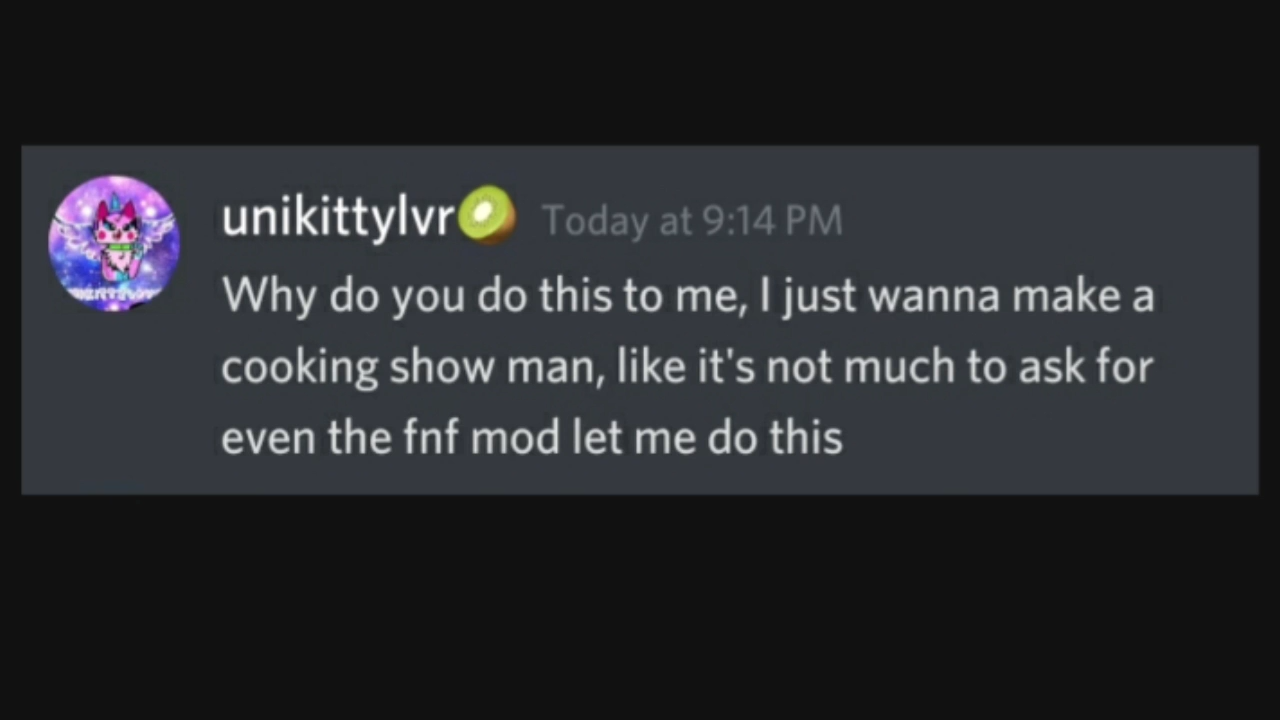 unikittylvr🥝 Today at 9:14 PM
Why do you do this to me, I just wanna make a
cooking show man, like it's not much to ask for
even the fnf mod let me do this